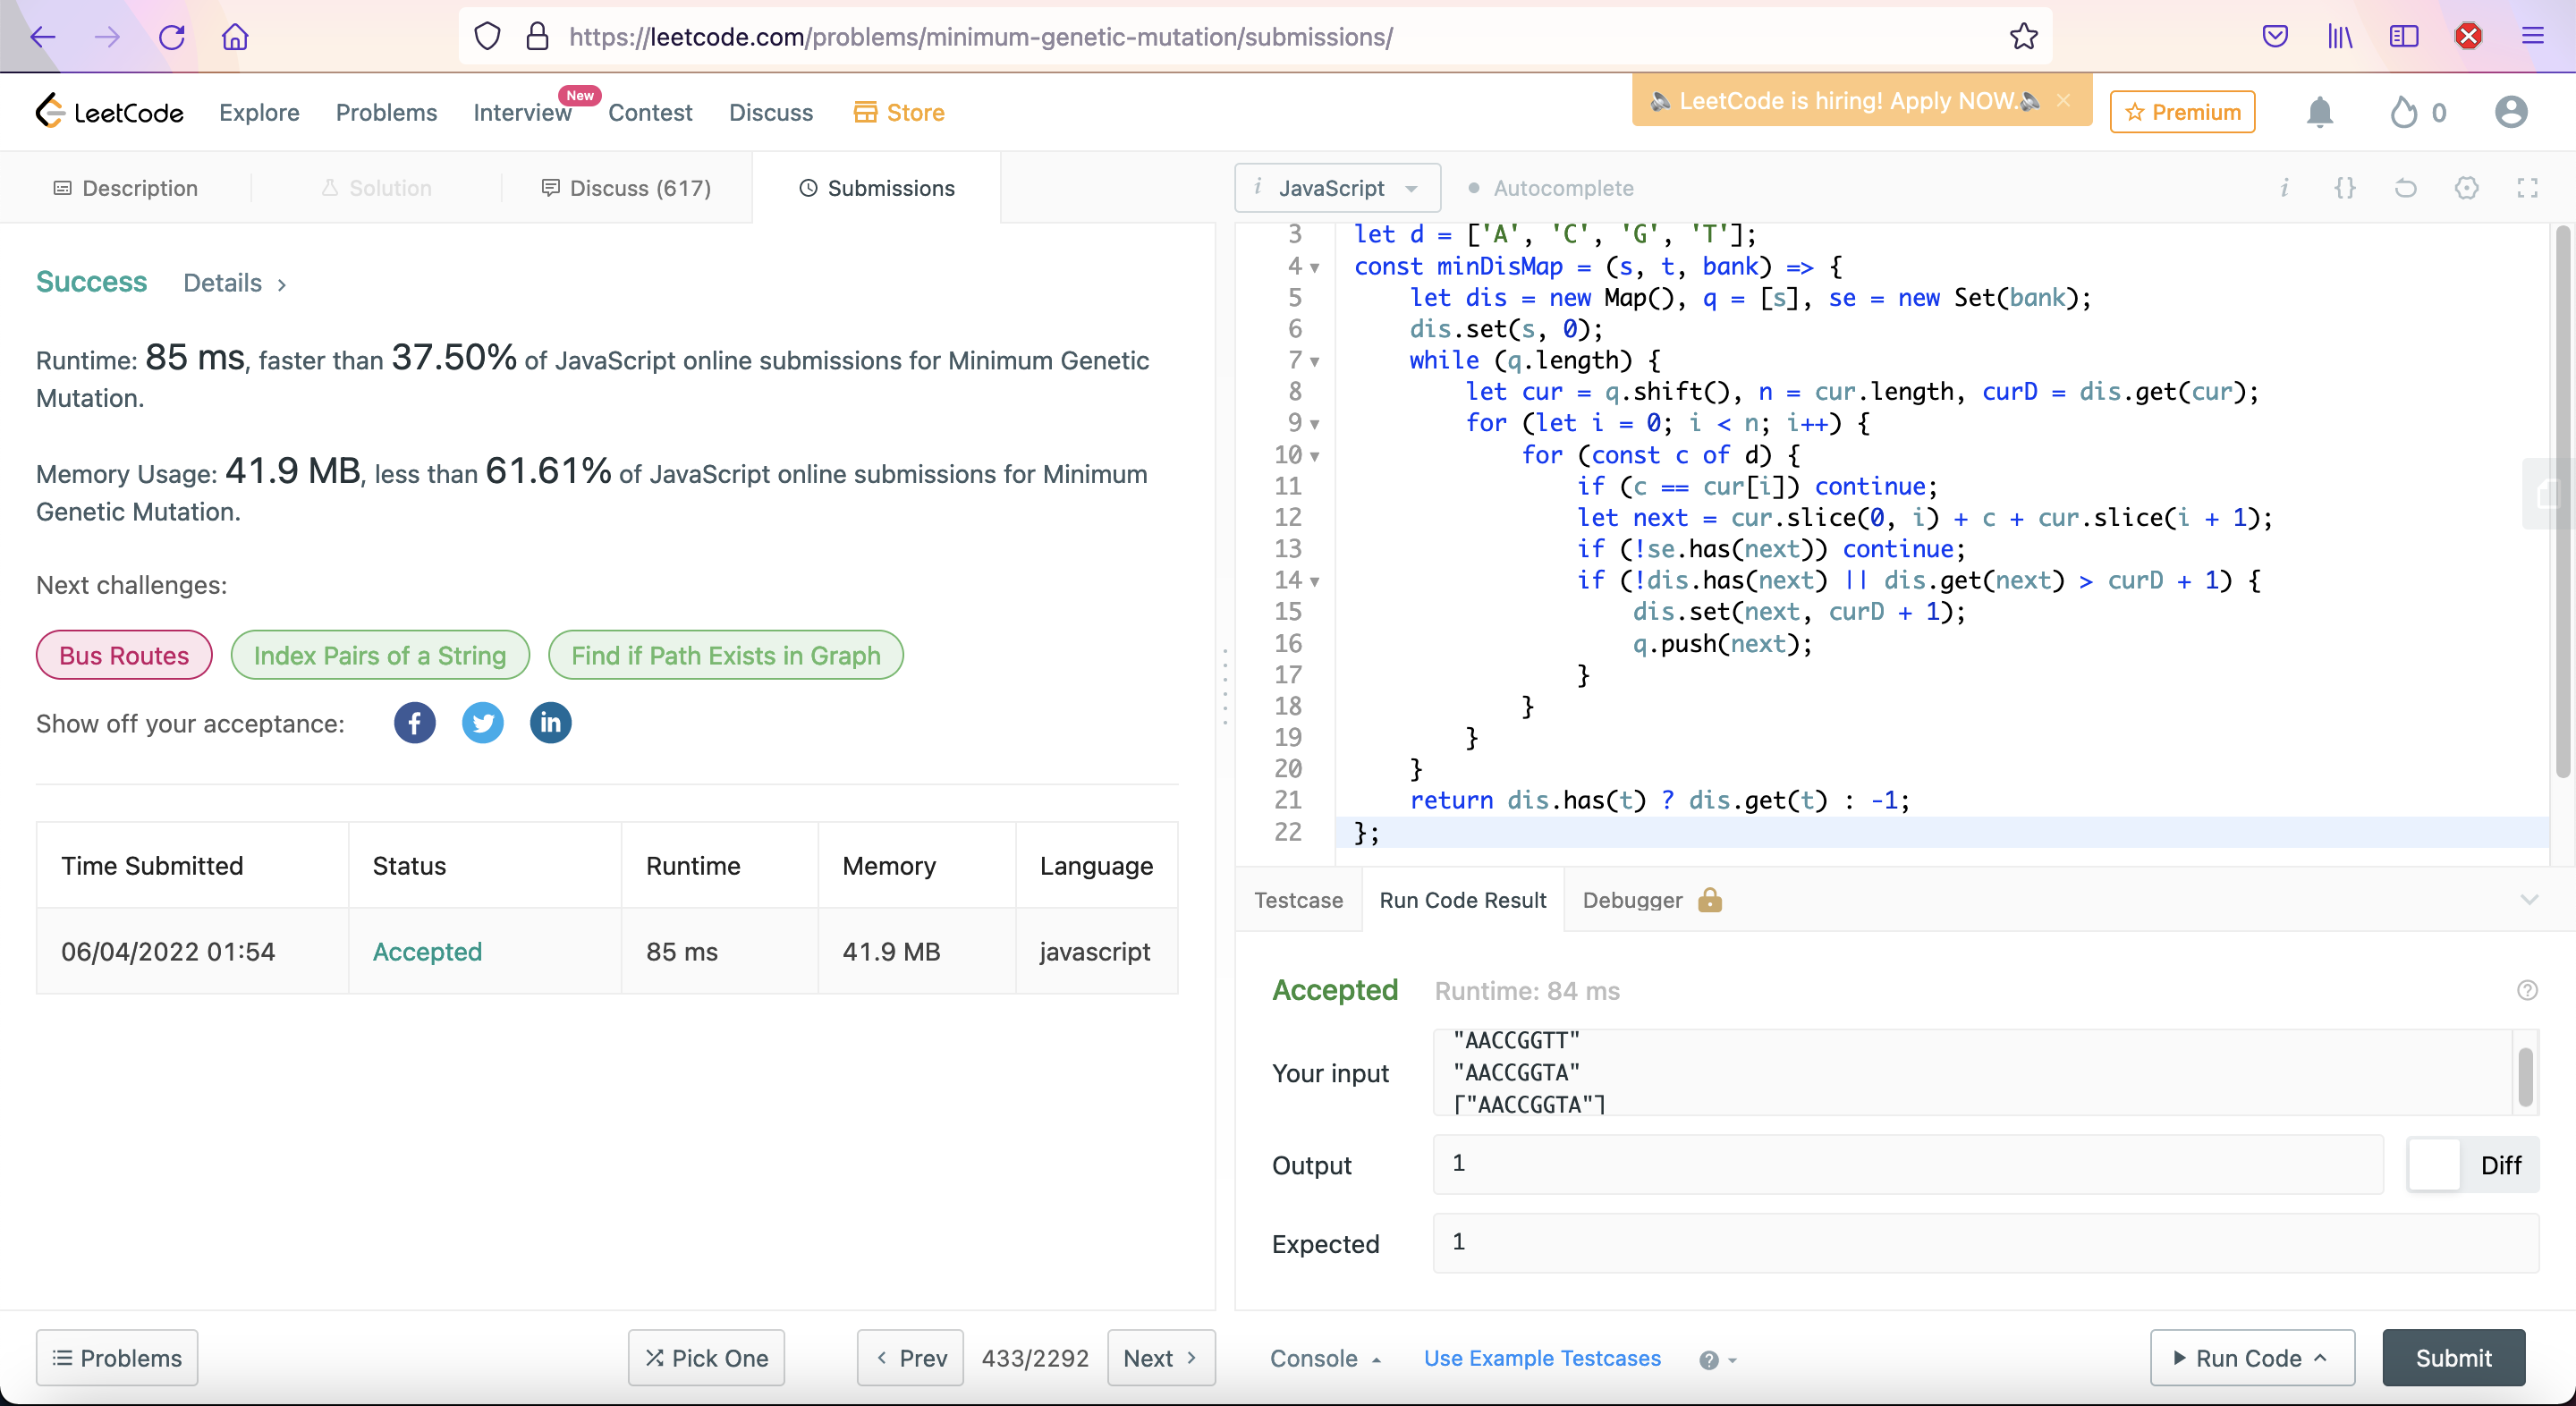 https://leetcode.com/problems/minimum-genetic-mutation/submissions/
LeetCode
Explore
Problems
Interview
New
Contest
Discuss
Store
LeetCode is hiring! Apply NOW.
Premium
0
Description
Solution
Discuss (617)
Submissions
Success
Details
Runtime: 85 ms, faster than 37.50% of JavaScript online submissions for Minimum Genetic
Mutation.
Memory Usage: 41.9 MB, less than 61.61% of JavaScript online submissions for Minimum
Genetic Mutation.
Next challenges:
Bus Routes
Index Pairs of a String
Find if Path Exists in Graph
Show off your acceptance:
Time Submitted Status Runtime Memory Language
06/04/2022 01:54 Accepted 85 ms 41.9 MB javascript
Problems
Pick One
Prev
433/2292
Next
i JavaScript
Autocomplete
3 let d = ['A', 'C', 'G', 'T'];
4 const minDisMap = (s, t, bank) => {
5     let dis = new Map(), q = [s], se = new Set(bank);
6     dis.set(s, 0);
7     while (q.length) {
8         let cur = q.shift(), n = cur.length, curD = dis.get(cur);
9         for (let i = 0; i < n; i++) {
10             for (const c of d) {
11                 if (c == cur[i]) continue;
12                 let next = cur.slice(0, i) + c + cur.slice(i + 1);
13                 if (!se.has(next)) continue;
14                 if (!dis.has(next) || dis.get(next) > curD + 1) {
15                     dis.set(next, curD + 1);
16                     q.push(next);
17                 }
18             }
19         }
20     }
21     return dis.has(t) ? dis.get(t) : -1;
22 };
Testcase
Run Code Result
Debugger
Accepted
Runtime: 84 ms
Your input
"AACCGGTT"
"AACCGGTA"
["AACCGGTA"]
Output
1
Diff
Expected
1
Console
Use Example Testcases
Run Code
Submit